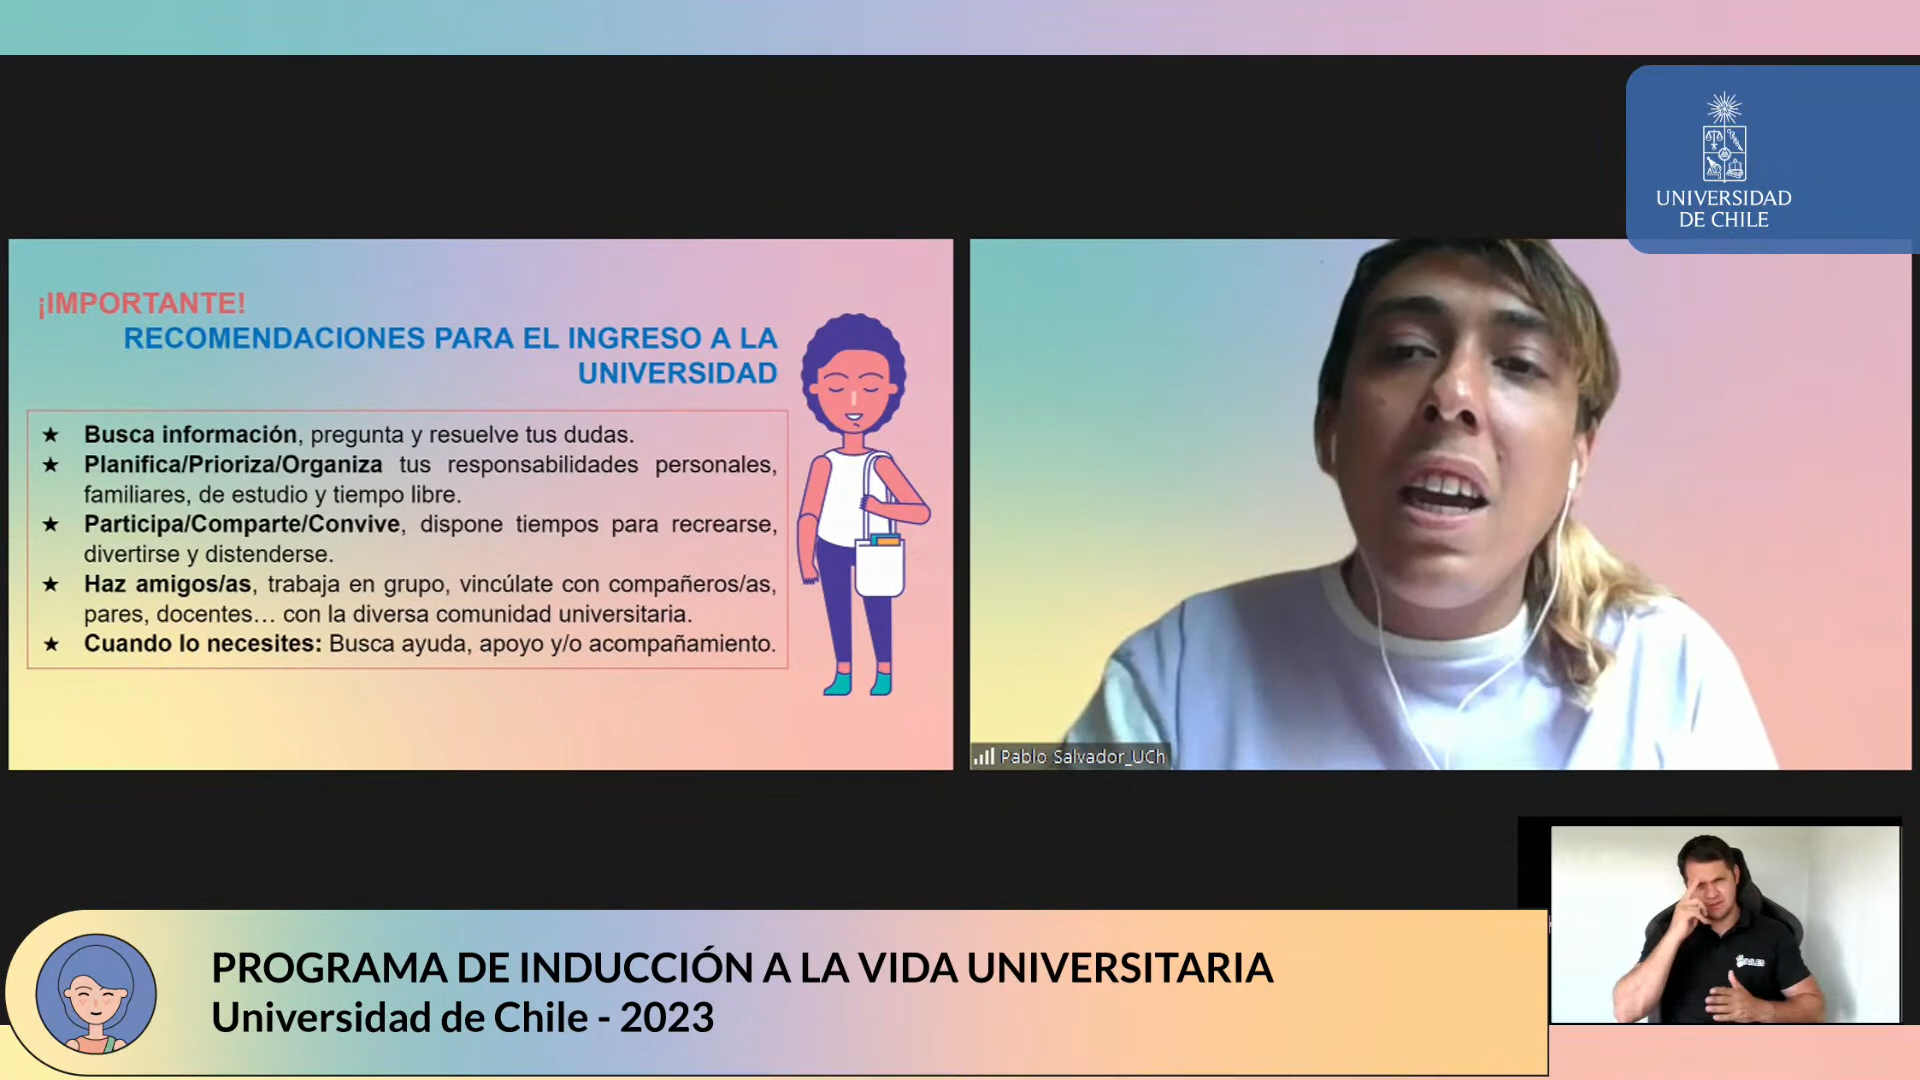 UNIVERSIDAD
DE CHILE
¡IMPORTANTE!
RECOMENDACIONES PARA EL INGRESO A LA
UNIVERSIDAD
★ Busca información, pregunta y resuelve tus dudas.
★ Planifica/Prioriza/Organiza tus responsabilidades personales,
familiares, de estudio y tiempo libre.
★ Participa/Comparte/Convive, dispone tiempos para recrearse,
divertirse y distenderse.
★ Haz amigos/as, trabaja en grupo, vincúlate con compañeros/as,
pares, docentes… con la diversa comunidad universitaria.
★ Cuando lo necesites: Busca ayuda, apoyo y/o acompañamiento.
Pablo Salvador_UCh
PROGRAMA DE INDUCCIÓN A LA VIDA UNIVERSITARIA
Universidad de Chile - 2023